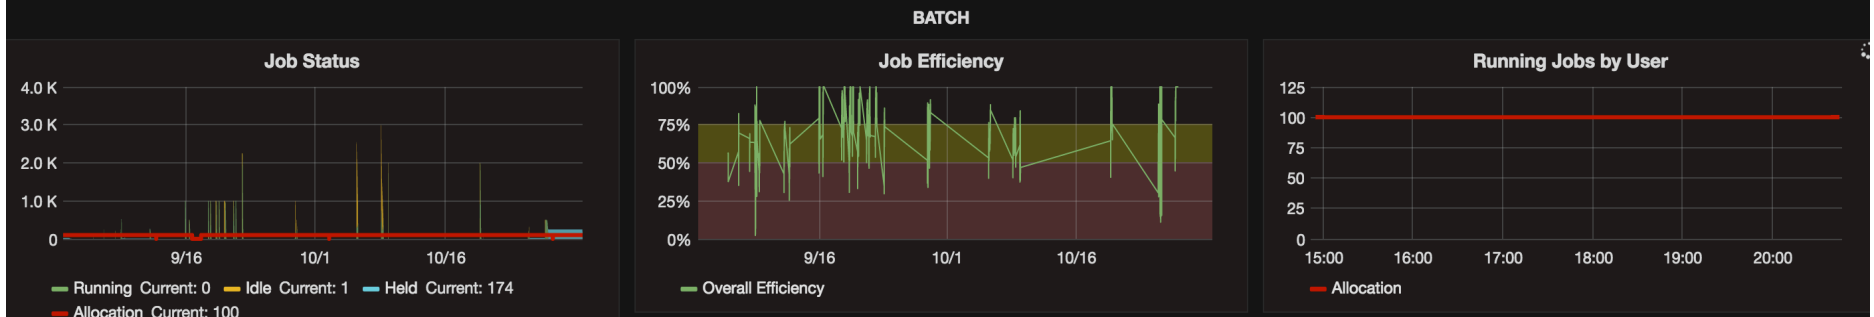 BATCH
Job Status
4.0 K
3.0 K
2.0 K
1.0 K
0
9/16 10/1 10/16
Running Current: 0 Idle Current: 1 Held Current: 174
Allocation Current: 100
Job Efficiency
100%
75%
50%
25%
0%
9/16 10/1 10/16
Overall Efficiency
Running Jobs by User
125
100
75
50
25
0
15:00 16:00 17:00 18:00 19:00 20:00
Allocation